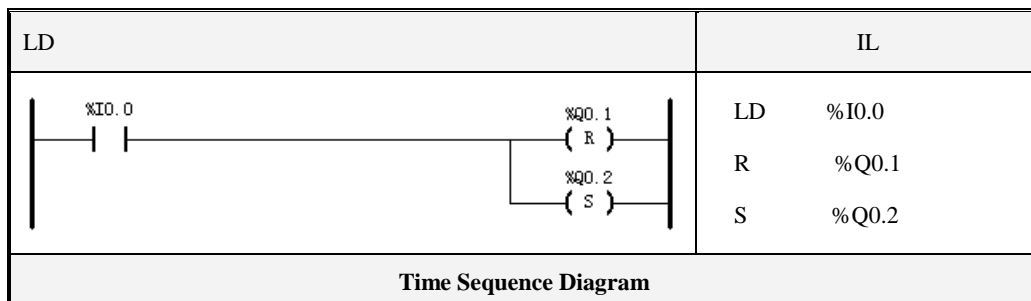 LD
IL
%I0.0
%Q0.1
( R )
%Q0.2
( S )
LD %I0.0
R %Q0.1
S %Q0.2
Time Sequence Diagram